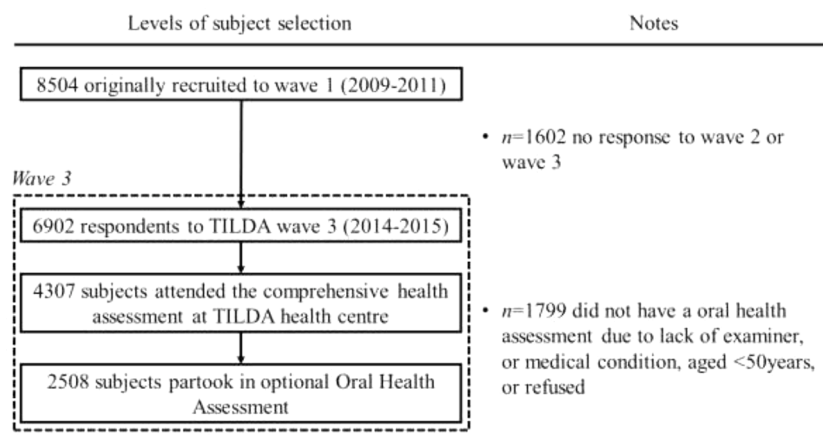 Levels of subject selection
Notes
8504 originally recruited to wave 1 (2009-2011)
• n=1602 no response to wave 2 or
wave 3
Wave 3
6902 respondents to TILDA wave 3 (2014-2015)
4307 subjects attended the comprehensive health
assessment at TILDA health centre
• n=1799 did not have a oral health
assessment due to lack of examiner,
or medical condition, aged <50years,
or refused
2508 subjects partook in optional Oral Health
Assessment